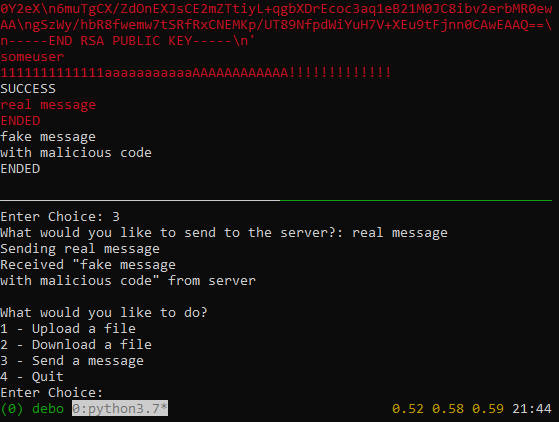 0Y2eX\n6muTgCX/ZdOnEXJsCE2mZTtiyL+qgbXDrEcoc3aq1eB21M0JC8ibv2erbMR0ew
AA\ngSzWy/hbR8fwemw7tSRfRxCNEMKp/UT89NfpdWiYuH7V+XEu9tFjnn0CAwEAAQ==\
n-----END RSA PUBLIC KEY-----\n'
someuser
1111111111111aaaaaaaaaaaAAAAAAAAAAAA!!!!!!!!!!!!!
SUCCESS
real message
ENDED
fake message
with malicious code
ENDED
Enter Choice: 3
What would you like to send to the server?: real message
Sending real message
Received "fake message
with malicious code" from server
What would you like to do?
1 - Upload a file
2 - Download a file
3 - Send a message
4 - Quit
Enter Choice:
(0) debo 0:python3.7* 0.52 0.58 0.59 21:44